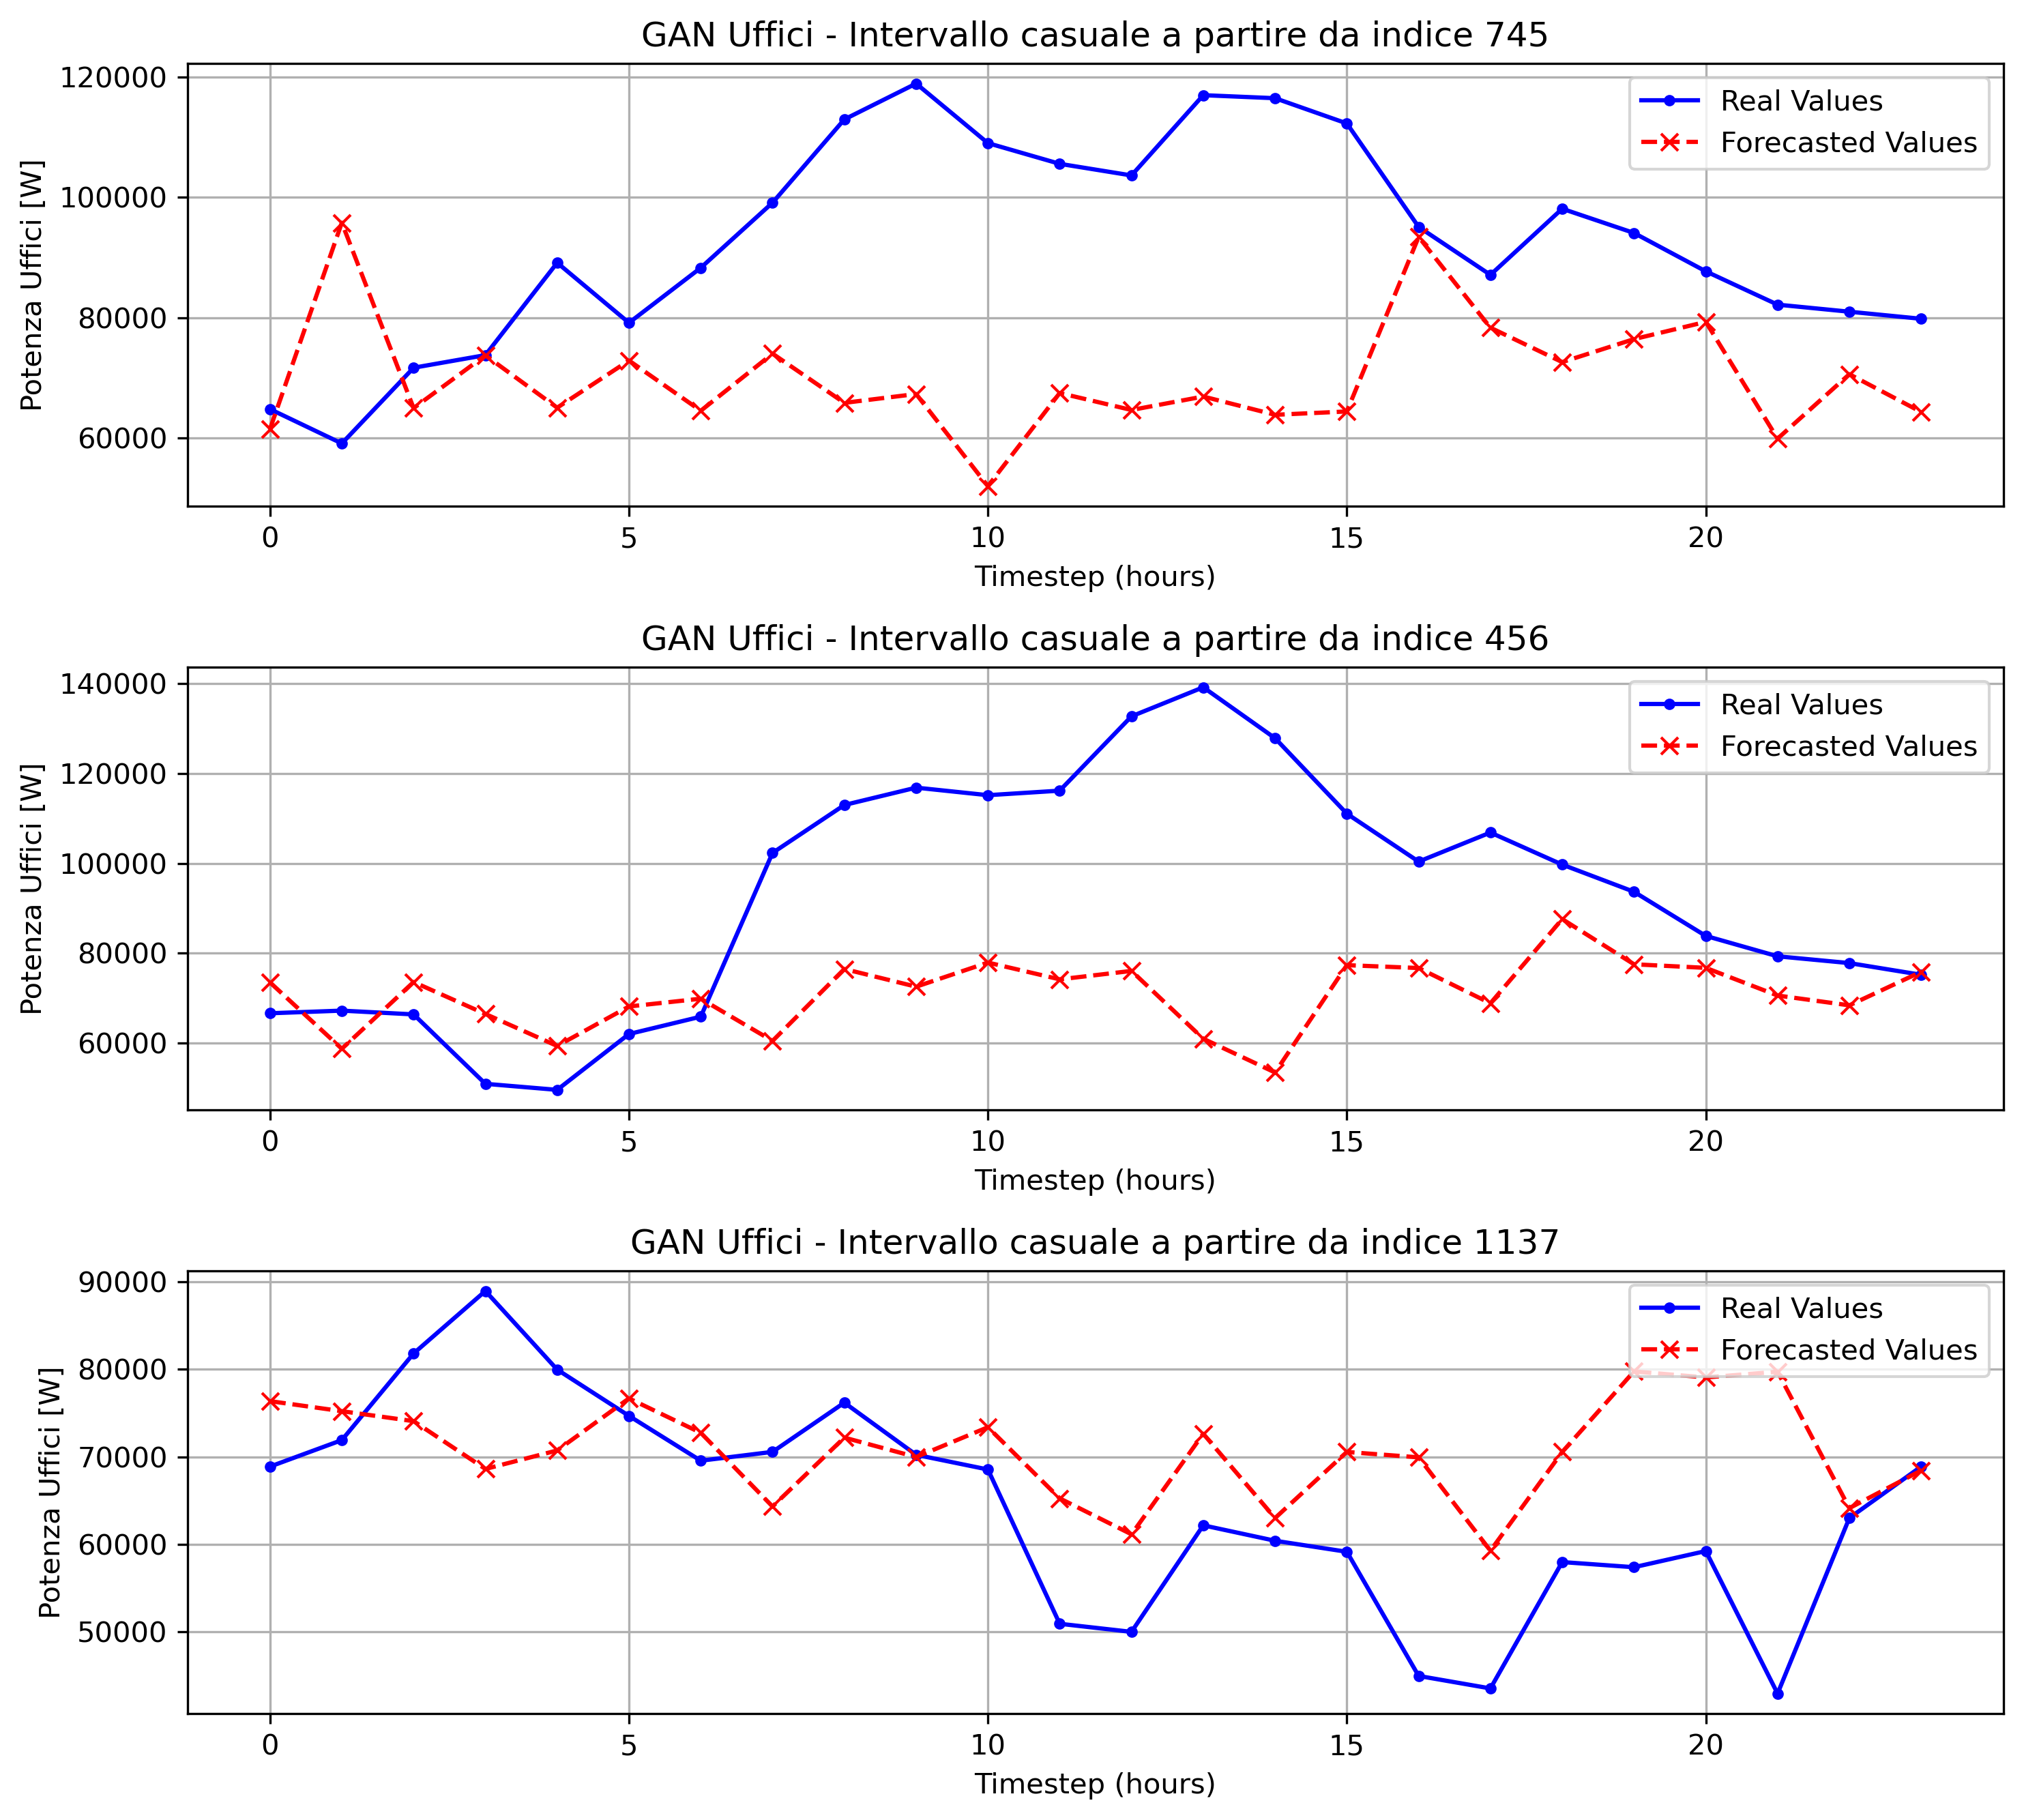 GAN Uffici - Intervallo casuale a partire da indice 745
120000
100000
80000
60000
Potenza Uffici [W]
Real Values
Forecasted Values
0 5 10 15 20
Timestep (hours)
GAN Uffici - Intervallo casuale a partire da indice 456
140000
120000
100000
80000
60000
Potenza Uffici [W]
Real Values
Forecasted Values
0 5 10 15 20
Timestep (hours)
GAN Uffici - Intervallo casuale a partire da indice 1137
90000
80000
70000
60000
50000
Potenza Uffici [W]
Real Values
Forecasted Values
0 5 10 15 20
Timestep (hours)